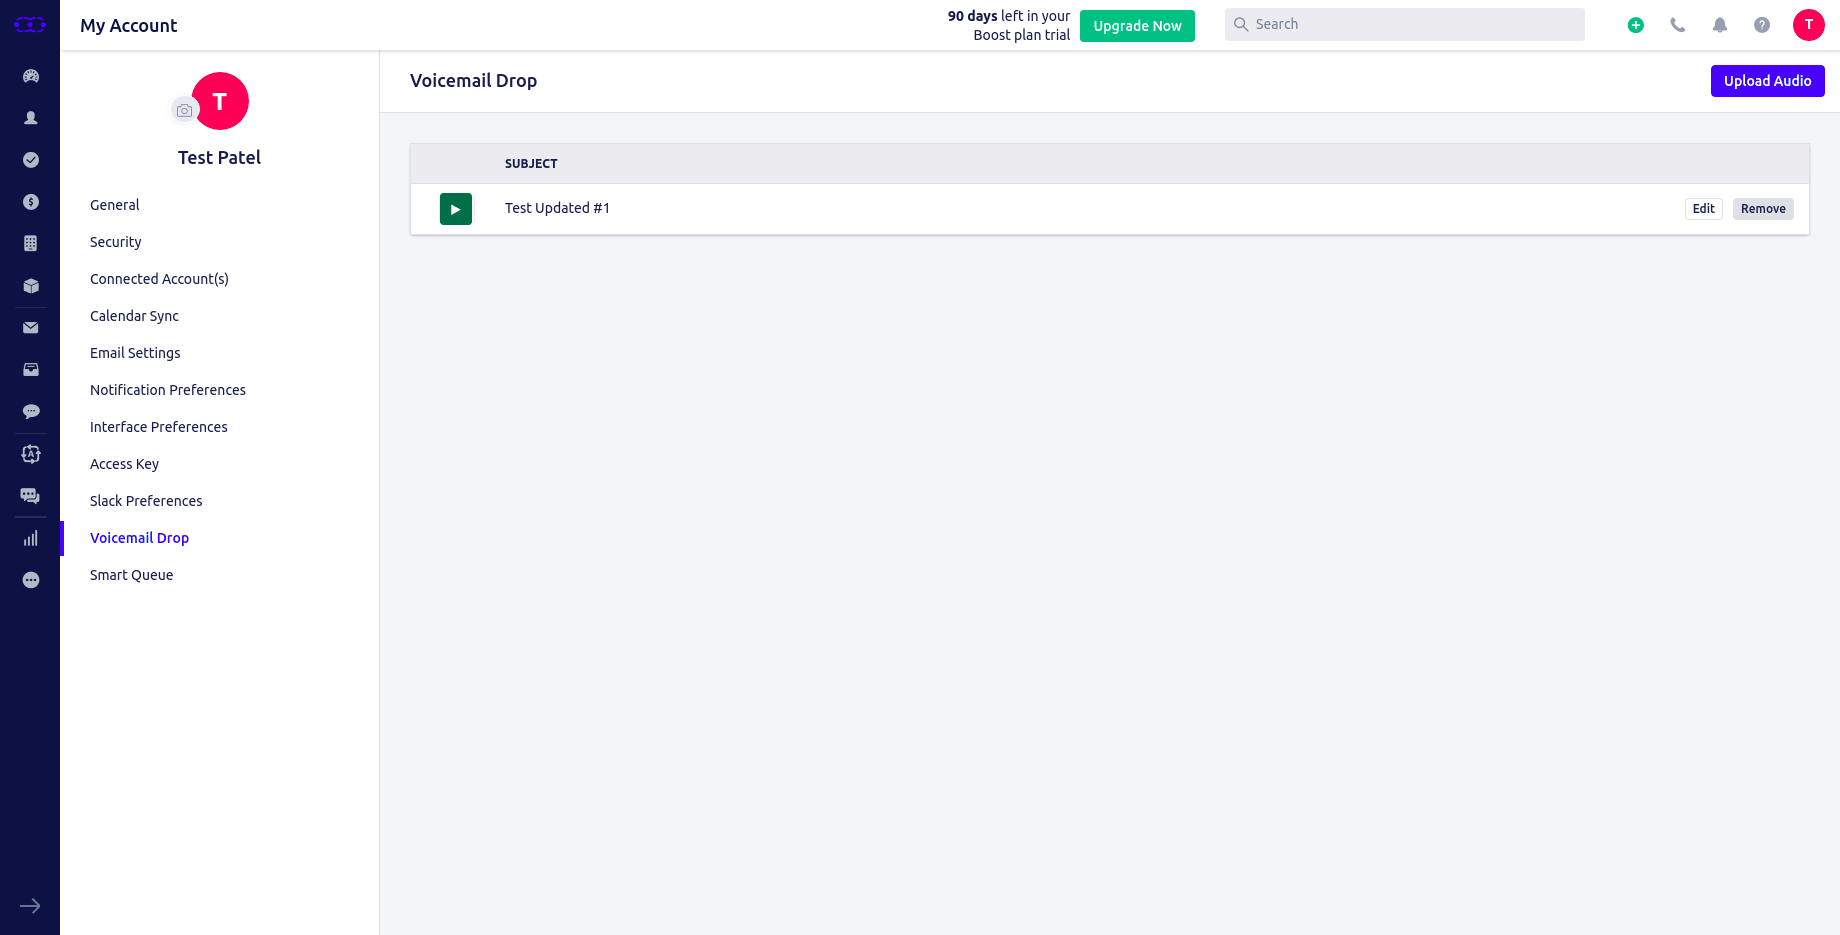 My Account
90 days left in your
Boost plan trial
Upgrade Now
Search
T
T
Test Patel
General
Security
Connected Account(s)
Calendar Sync
Email Settings
Notification Preferences
Interface Preferences
Access Key
Slack Preferences
Voicemail Drop
Smart Queue
Voicemail Drop
Upload Audio
SUBJECT
Test Updated #1
Edit
Remove